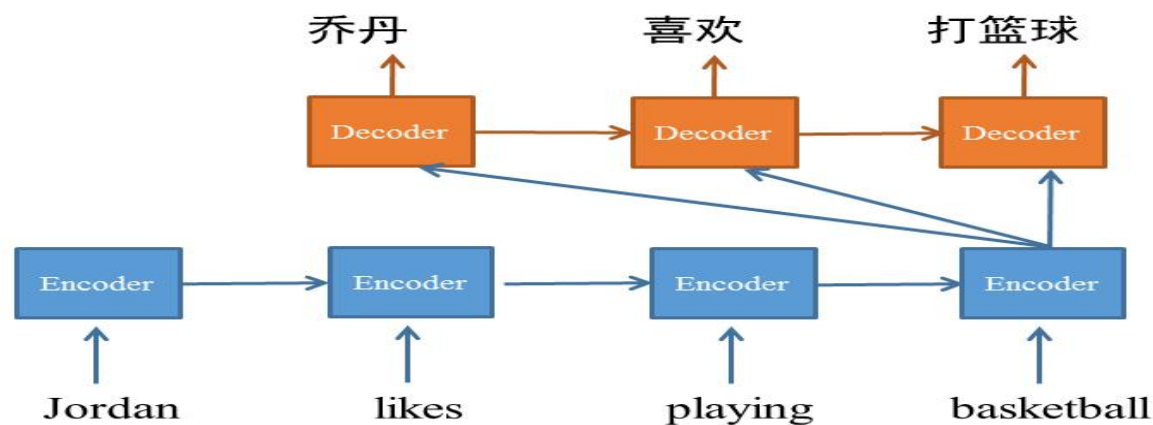 乔丹 喜欢 打篮球
Decoder Decoder Decoder
Encoder Encoder Encoder Encoder
Jordan likes playing basketball